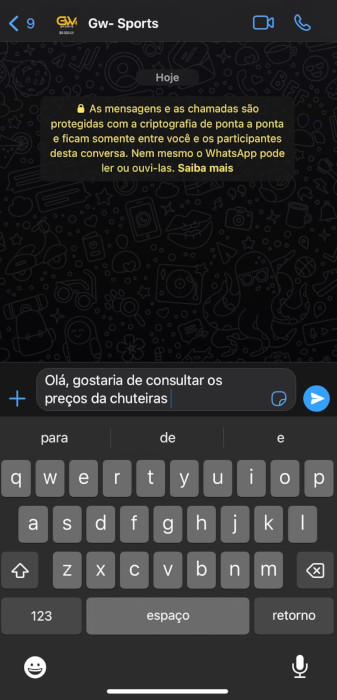 9
GW
Gw- Sports
Hoje
As mensagens e as chamadas são
protegidas com a criptografia de ponta a ponta
e ficam somente entre você e os participantes
desta conversa. Nem mesmo o WhatsApp pode
ler ou ouvi-las. Saiba mais
Olá, gostaria de consultar os
preços da chuteiras
para de e
q w e r t y u i o p
a s d f g h j k l
z x c v b n m
123 espaço retorno